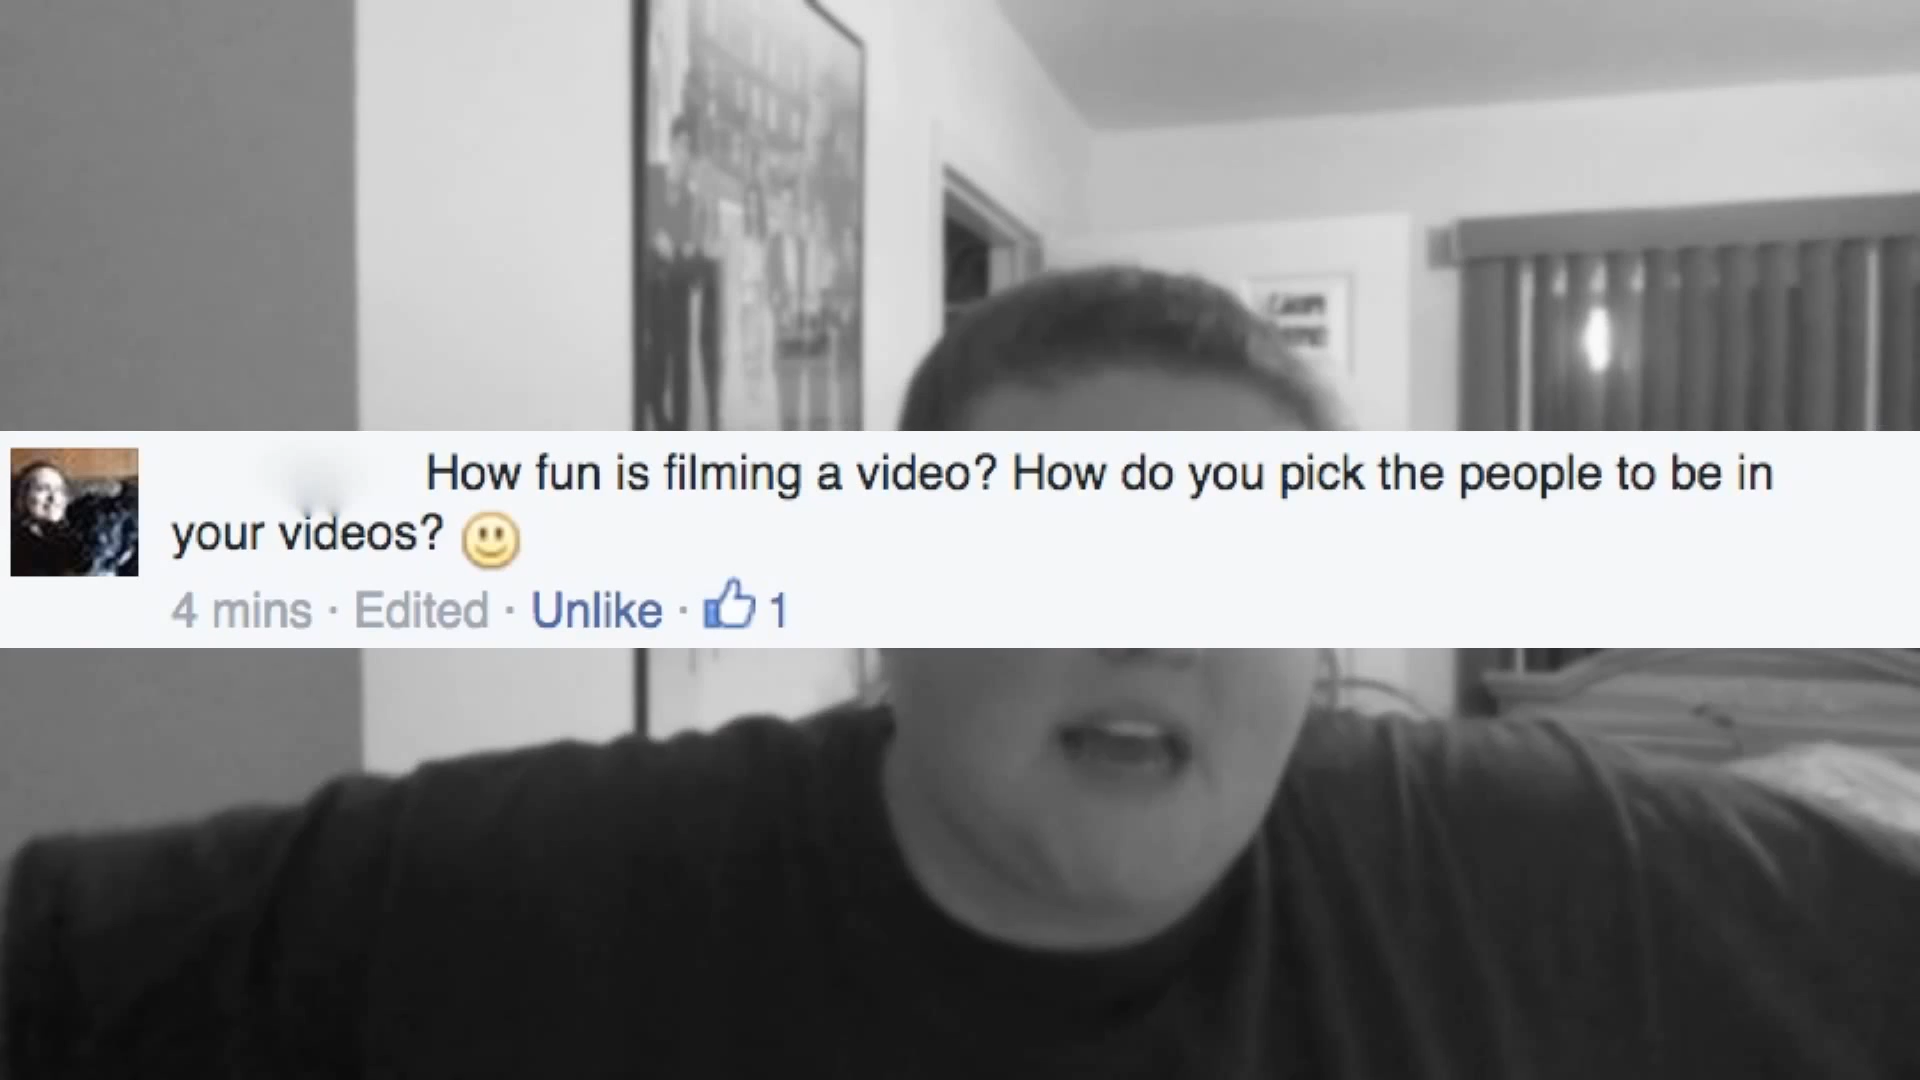 How fun is filming a video? How do you pick the people to be in
your videos? 🙂
4 mins · Edited · Unlike · 1